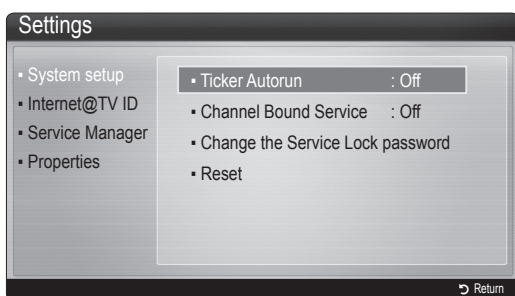 Settings
▪ System setup
▪ Internet@TV ID
▪ Service Manager
▪ Properties
▪ Ticker Autorun : Off
▪ Channel Bound Service : Off
▪ Change the Service Lock password
▪ Reset
Return